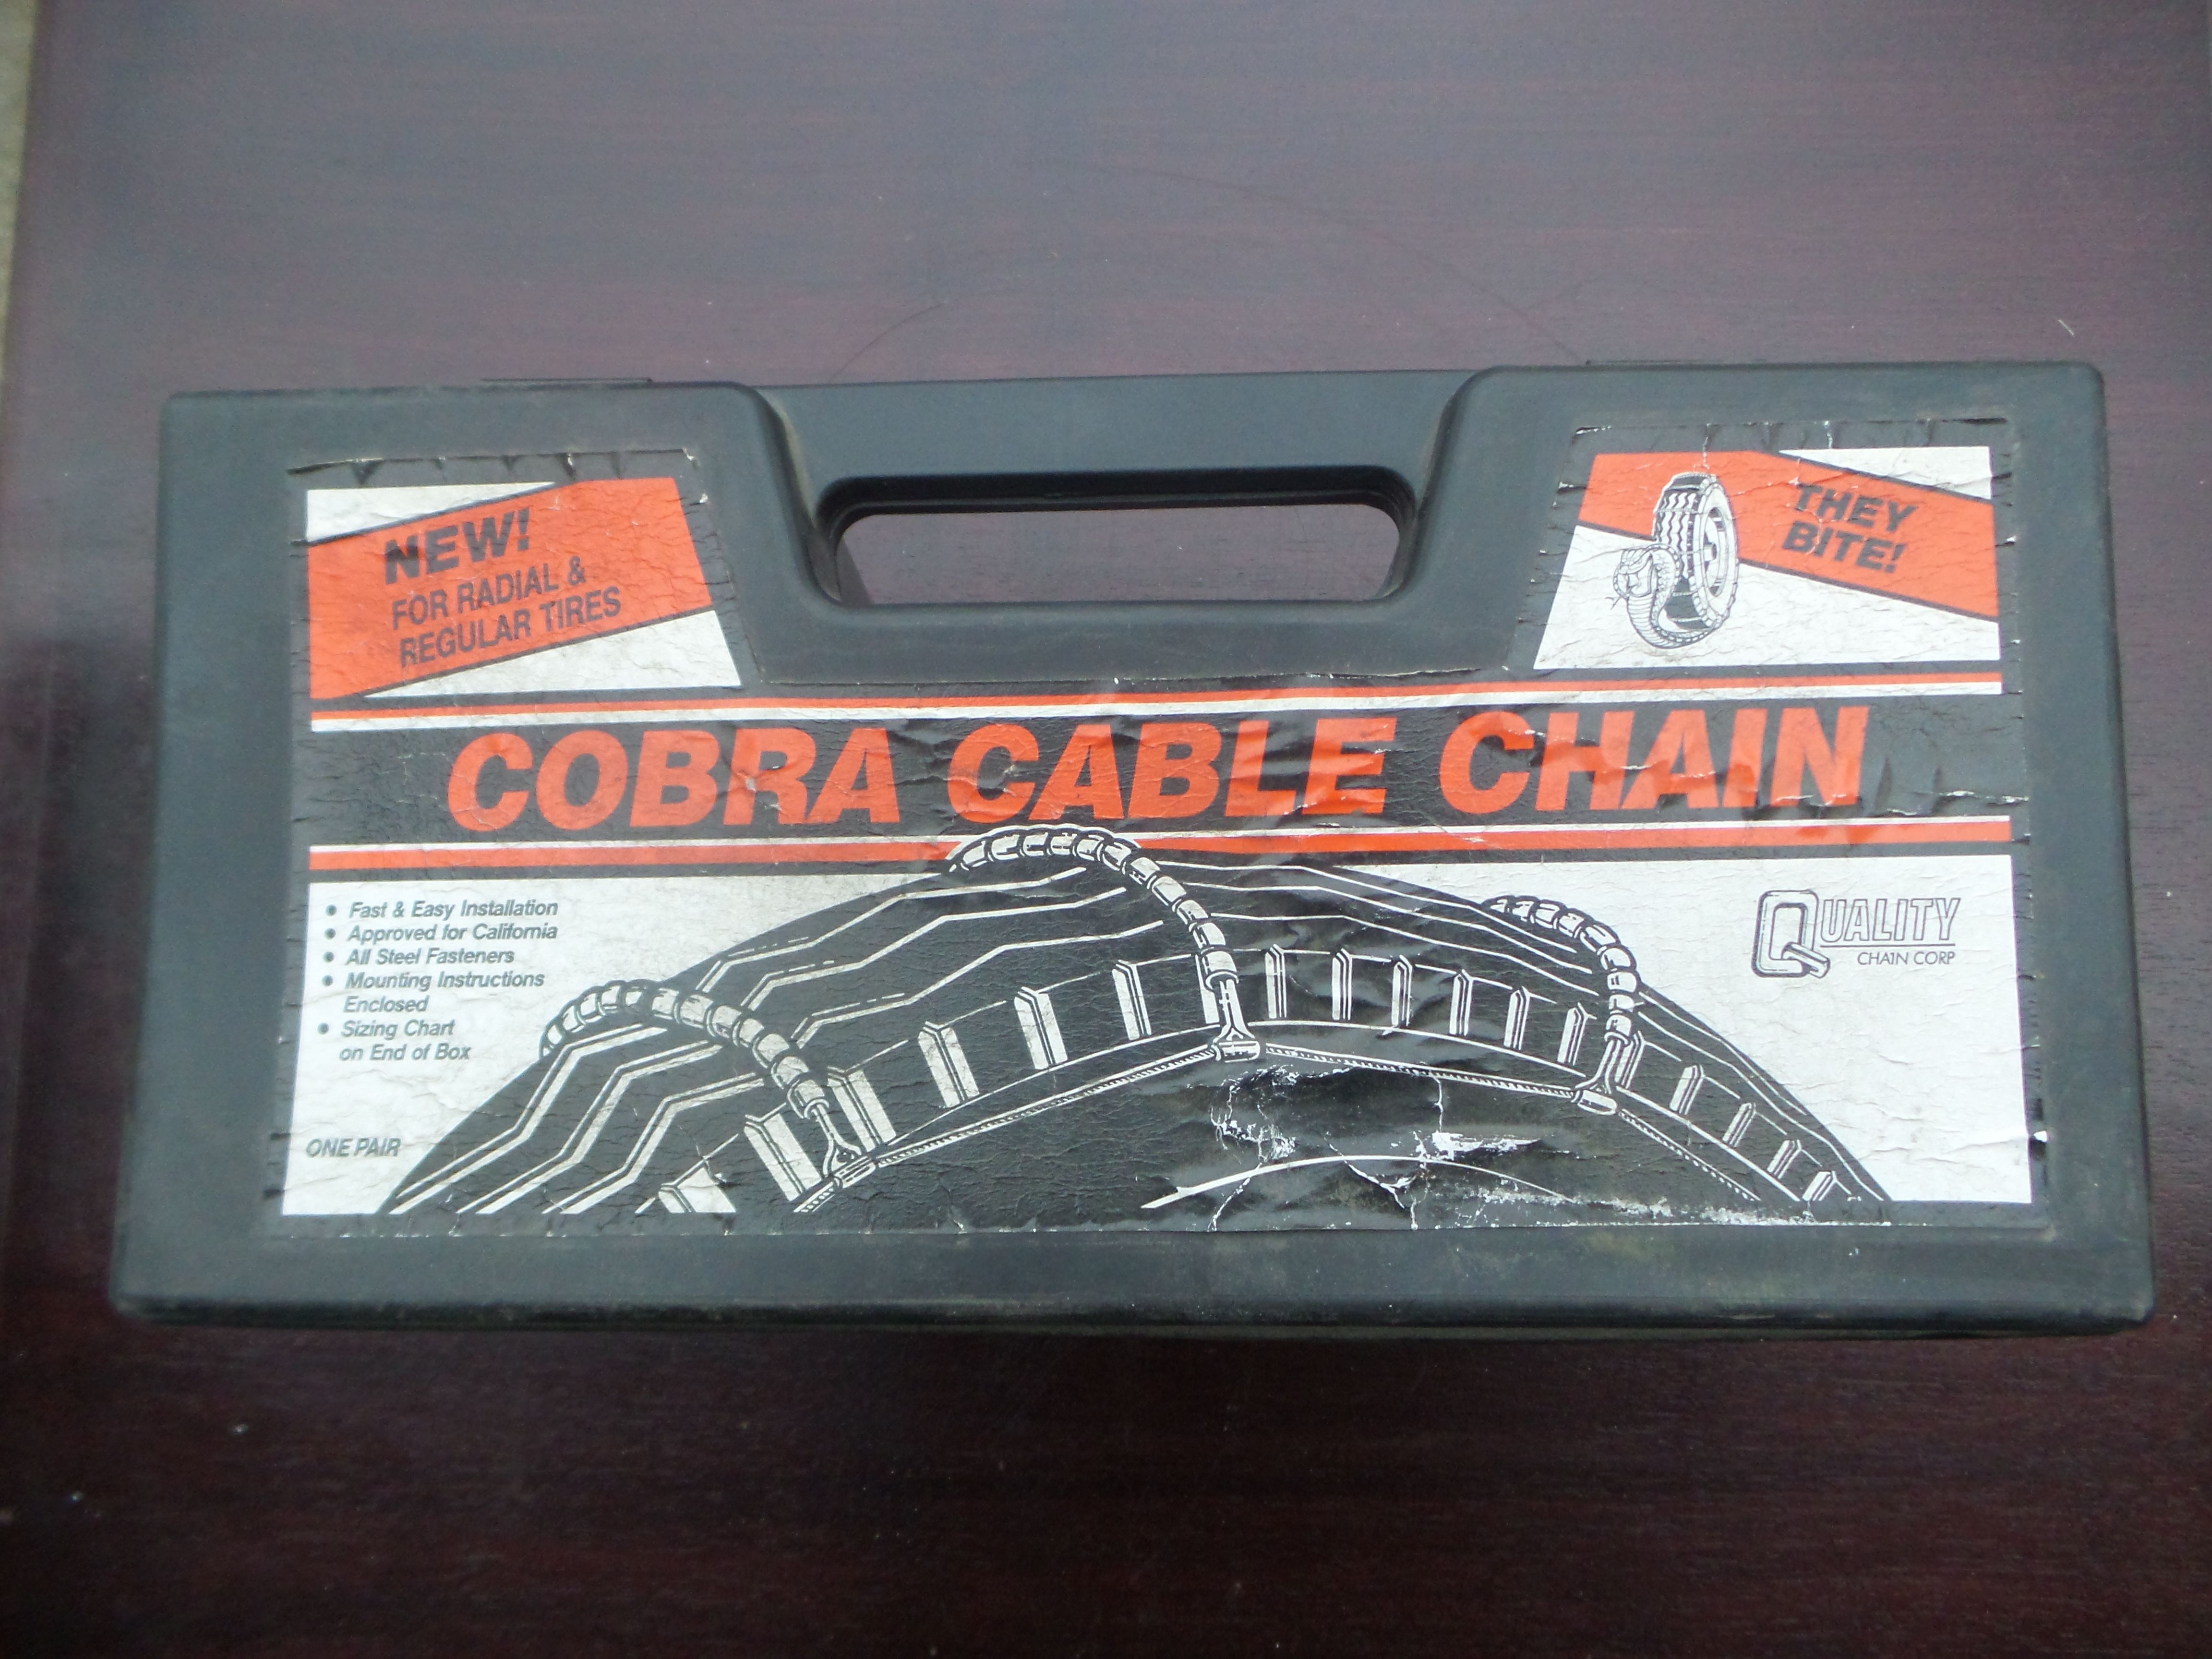 NEW!
FOR RADIAL &
REGULAR TIRES
THEY
BITE!
COBRA CABLE CHAIN
• Fast & Easy Installation
• Approved for California
• All Steel Fasteners
• Mounting Instructions
Enclosed
• Sizing Chart
on End of Box
ONE PAIR
QUALITY
CHAIN CORP